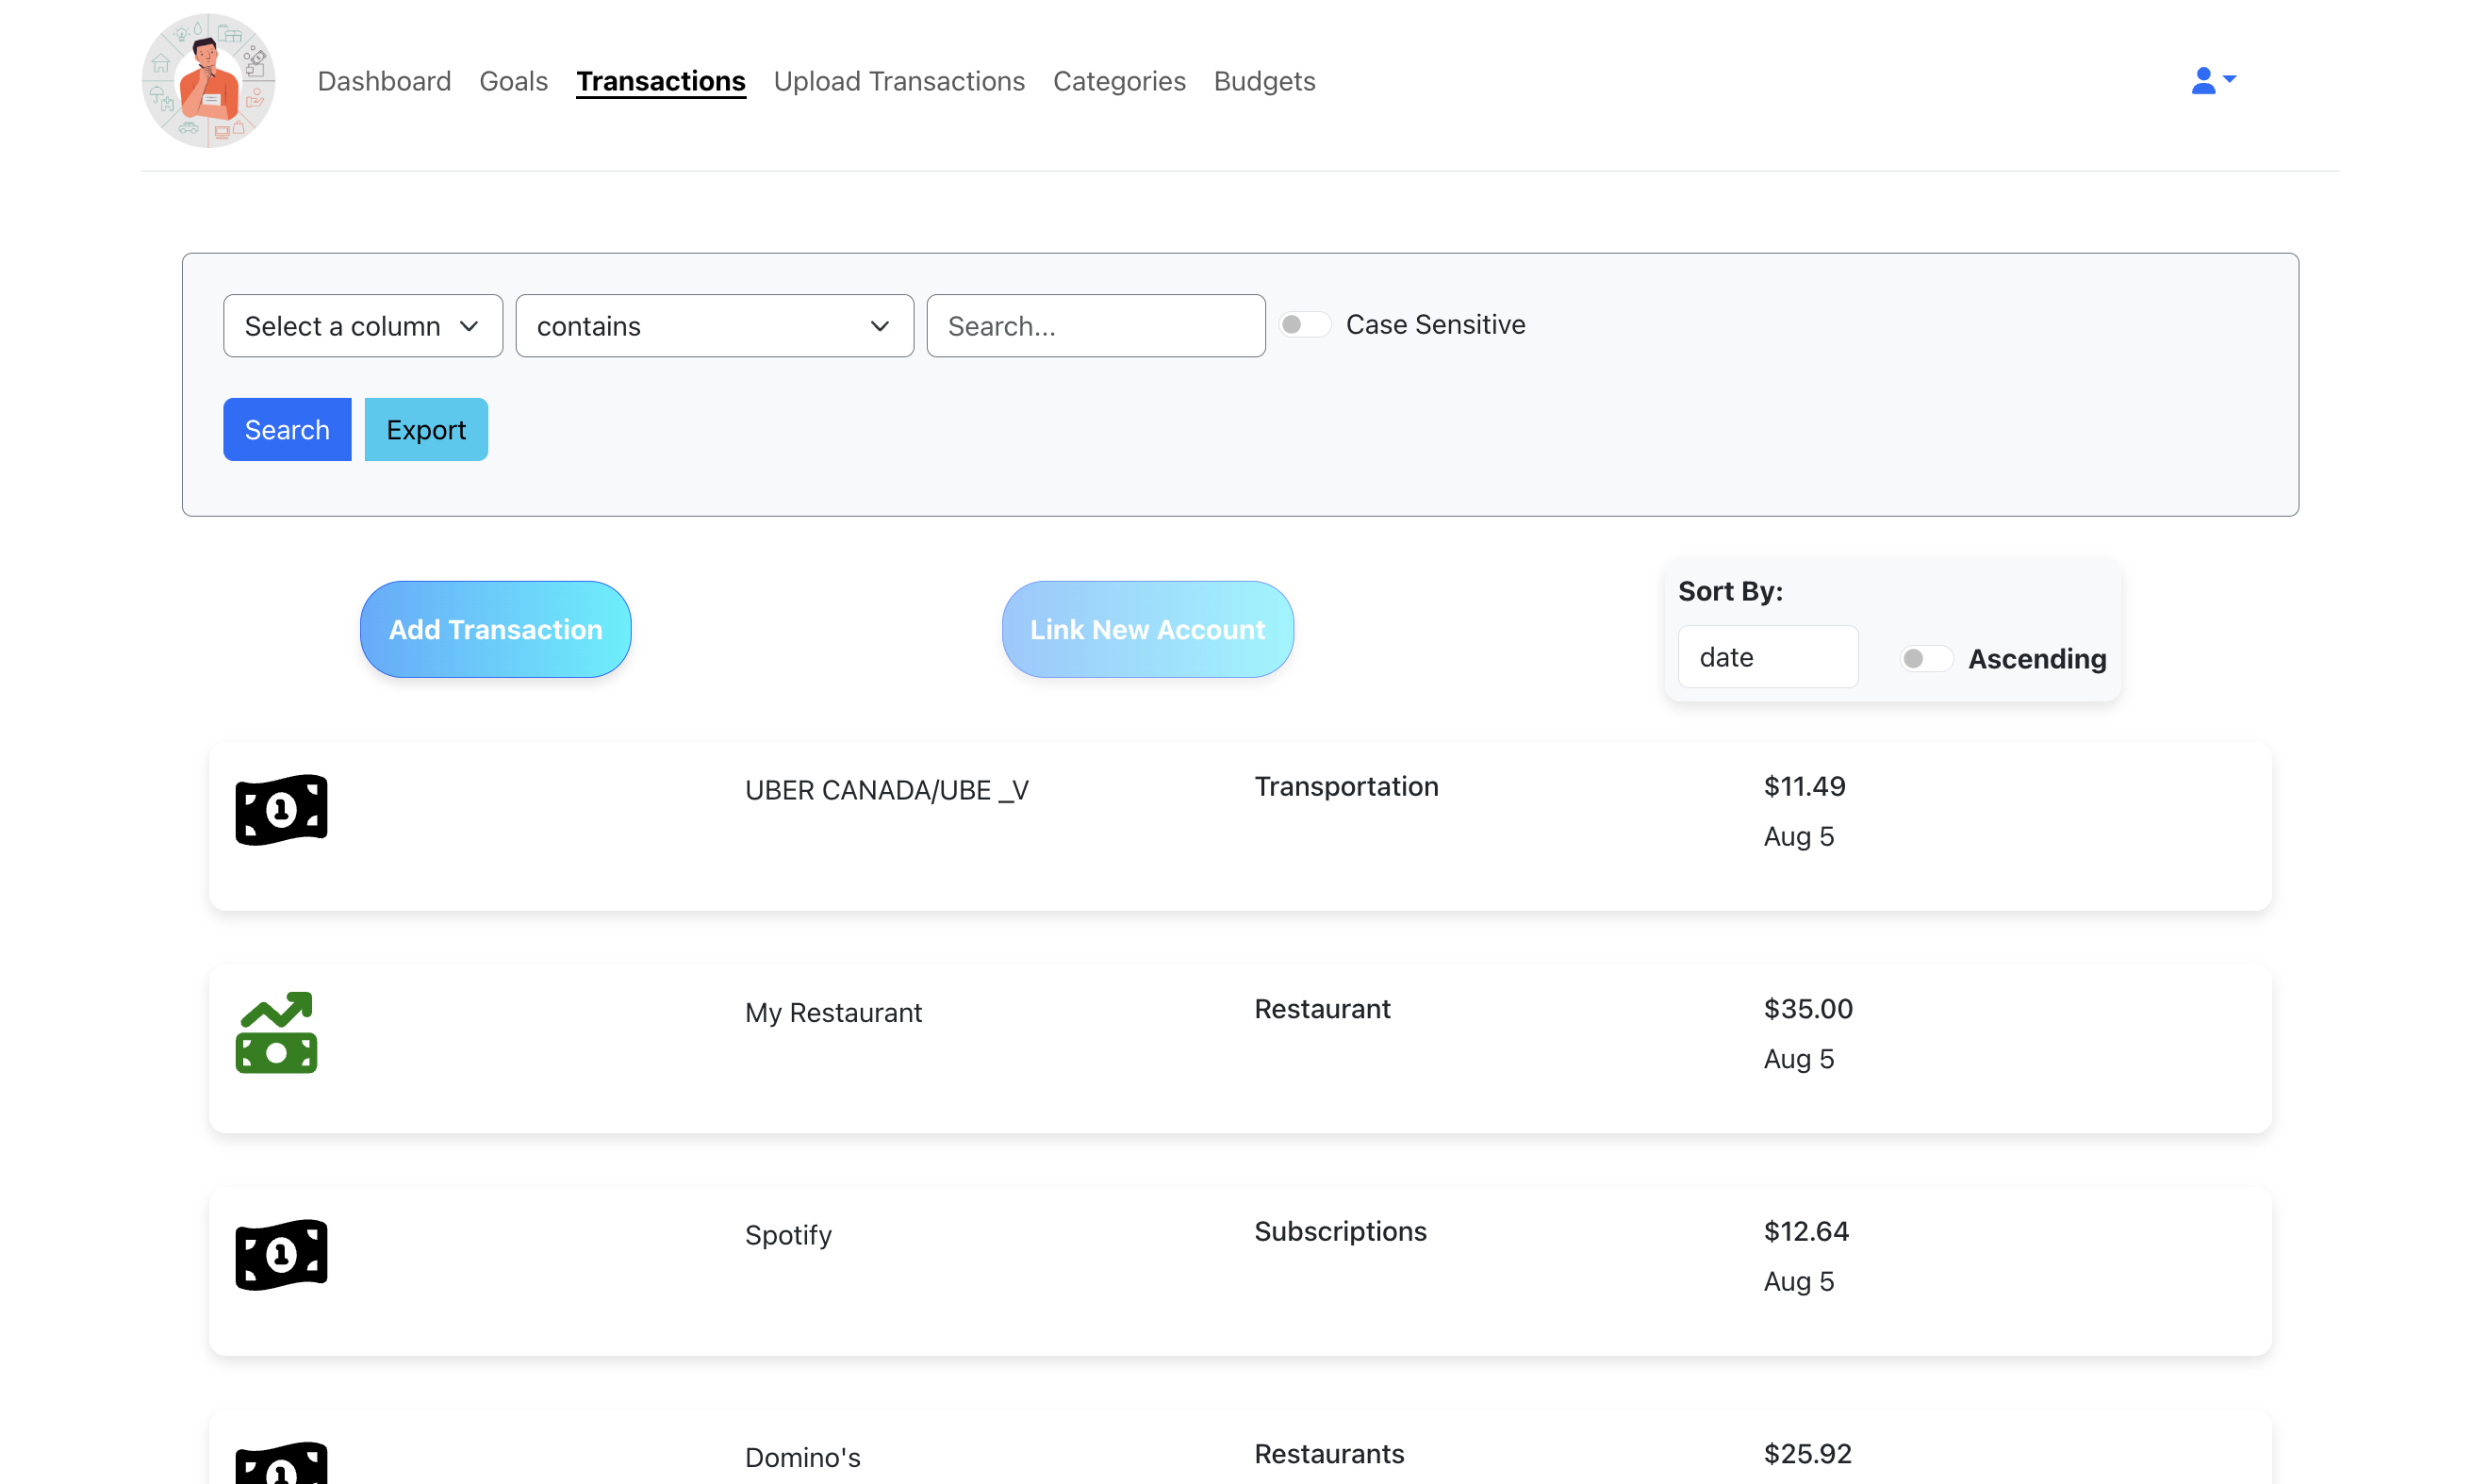 Dashboard Goals Transactions Upload Transactions Categories Budgets
Select a column contains Search... Case Sensitive
Search Export
Sort By:
Add Transaction Link New Account
date Ascending
UBER CANADA/UBE _V Transportation $11.49
Aug 5
My Restaurant Restaurant $35.00
Aug 5
Spotify Subscriptions $12.64
Aug 5
Domino's Restaurants $25.92